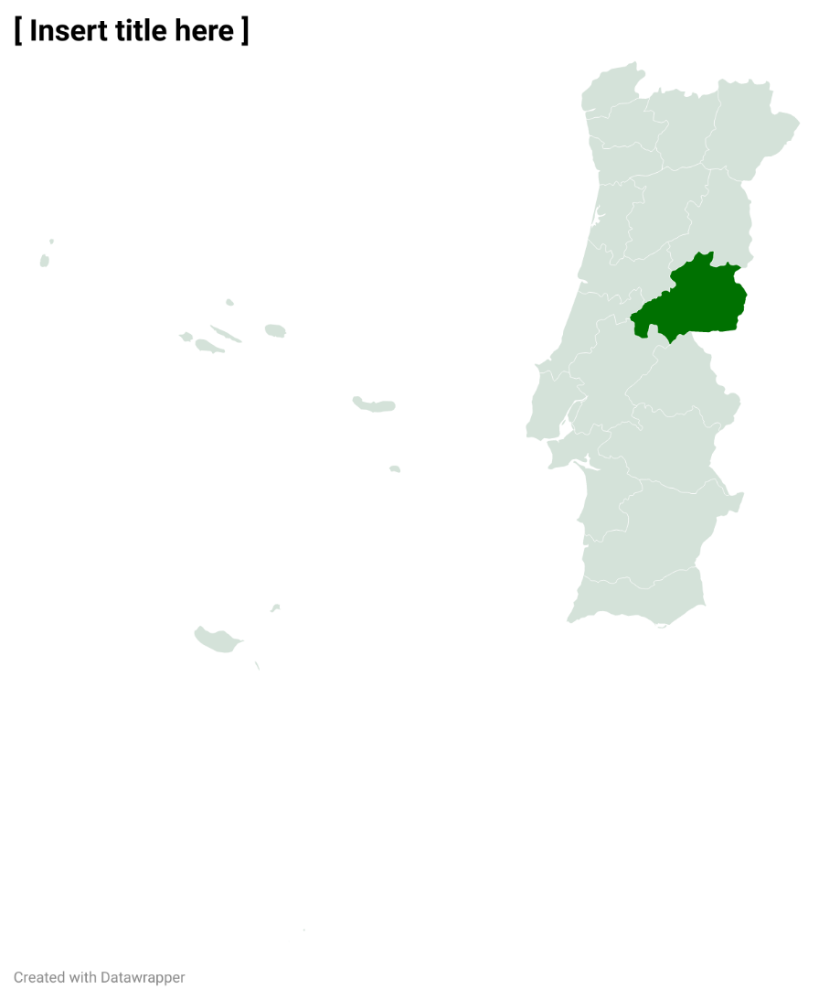 [ Insert title here ]
Created with Datawrapper